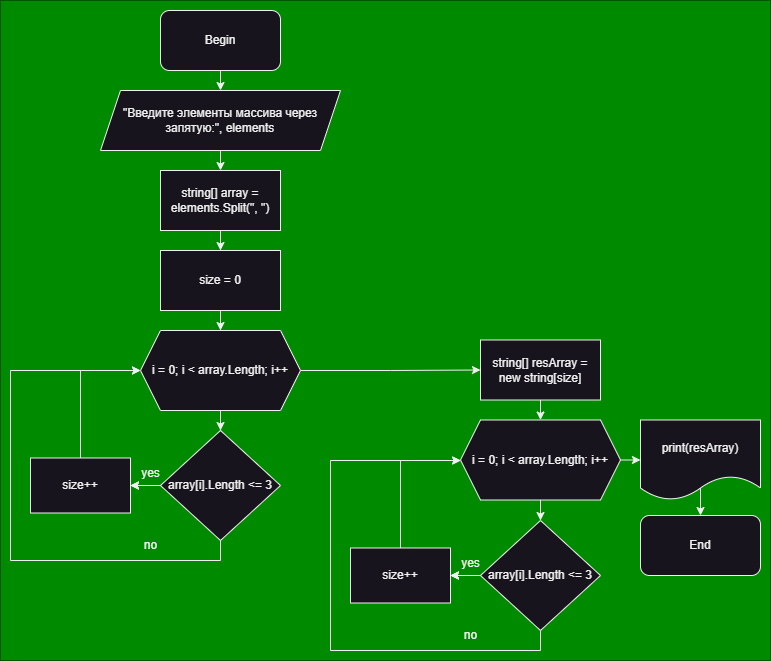 Begin
"Введите элементы массива через
запятую:", elements
string[] array =
elements.Split(", ")
size = 0
i = 0; i < array.Length; i++
array[i].Length <= 3
yes
size++
no
string[] resArray =
new string[size]
i = 0; i < array.Length; i++
array[i].Length <= 3
yes
size++
no
print(resArray)
End